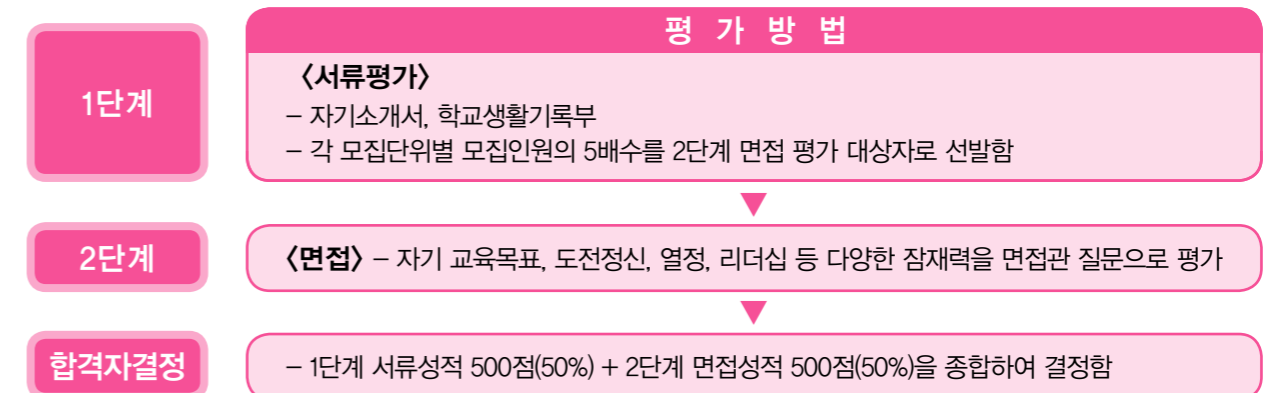 평 가 방 법
1단계
〈서류평가〉
– 자기소개서, 학교생활기록부
– 각 모집단위별 모집인원의 5배수를 2단계 면접 평가 대상자로 선발함
2단계
〈면접〉 – 자기 교육목표, 도전정신, 열정, 리더십 등 다양한 잠재력을 면접관 질문으로 평가
합격자결정
– 1단계 서류성적 500점(50%) + 2단계 면접성적 500점(50%)을 종합하여 결정함